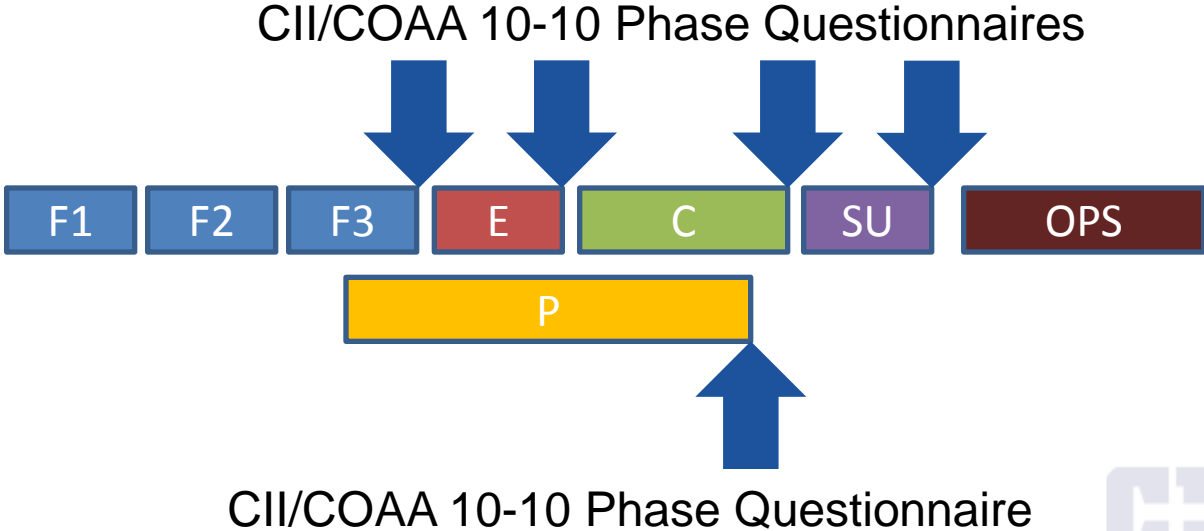 CII/COAA 10-10 Phase Questionnaires
F1 F2 F3 E C SU OPS
P
CII/COAA 10-10 Phase Questionnaire